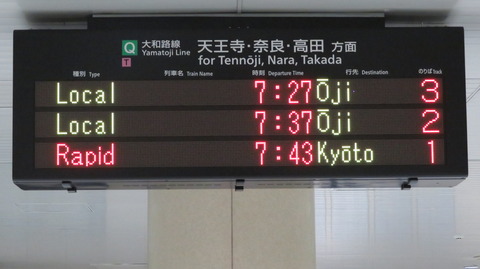 Q 大和路線 天王寺・奈良・高田 方面
T Yamatoji Line for Tennōji, Nara, Takada
種別 Type 列車名 Train Name 時刻 Departure Time 行先 Destination のりば Track
Local 7:27 Ōji 3
Local 7:37 Ōji 2
Rapid 7:43 Kyōto 1